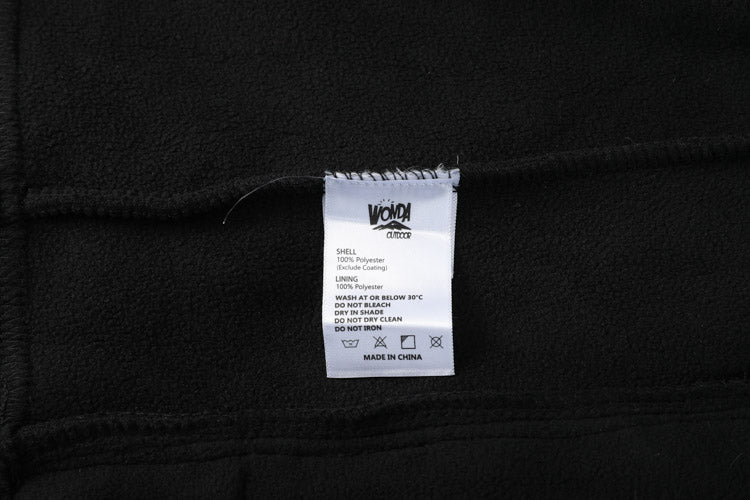 WONDA
OUTDOOR
SHELL
100% Polyester
(Exclude Coating)
LINING
100% Polyester
WASH AT OR BELOW 30°C
DO NOT BLEACH
DRY IN SHADE
DO NOT DRY CLEAN
DO NOT IRON
MADE IN CHINA